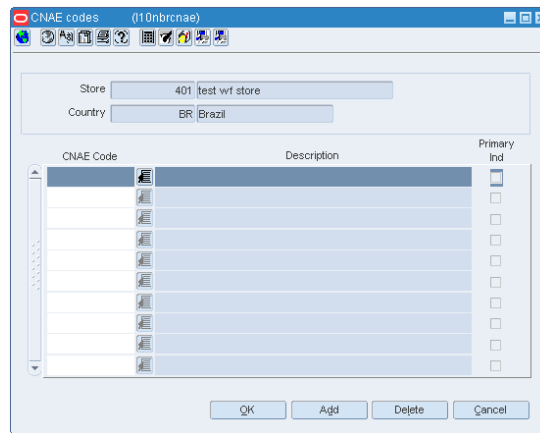 CNAE codes (l10nbrcnae)
Store 401 test wf store
Country BR Brazil
Primary
CNAE Code Description Ind
OK Add Delete Cancel